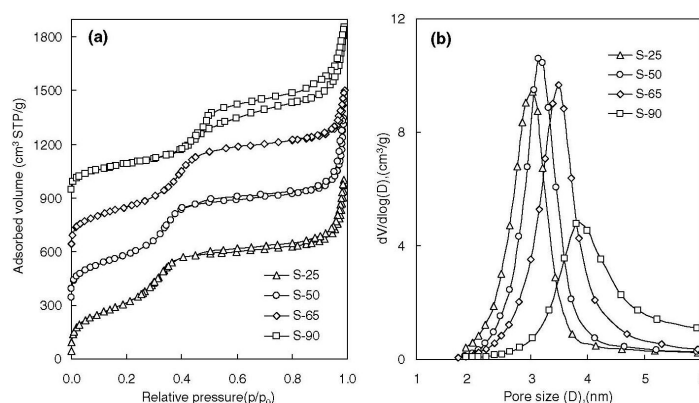 (a)
1800
1500
1200
900
600
300
0
Adsorbed volume (cm³ STP/g)
S-25
S-50
S-65
S-90
0.0 0.2 0.4 0.6 0.8 1.0
Relative pressure(p/p₀)
(b)
12
8
4
0
dV/dlog(D),(cm³/g)
S-25
S-50
S-65
S-90
1 2 3 4 5 6
Pore size (D),(nm)